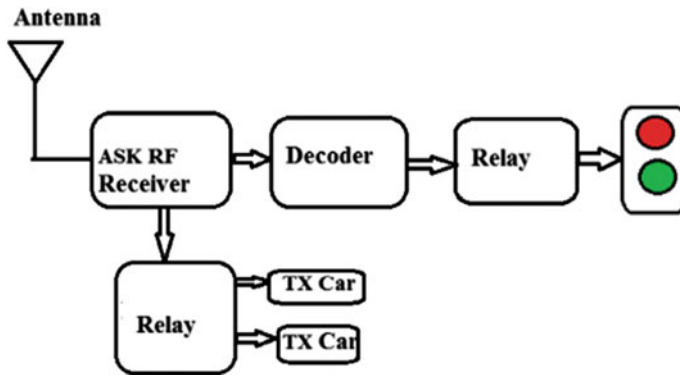 Antenna
ASK RF
Receiver
Decoder
Relay
TX Car
Relay
TX Car